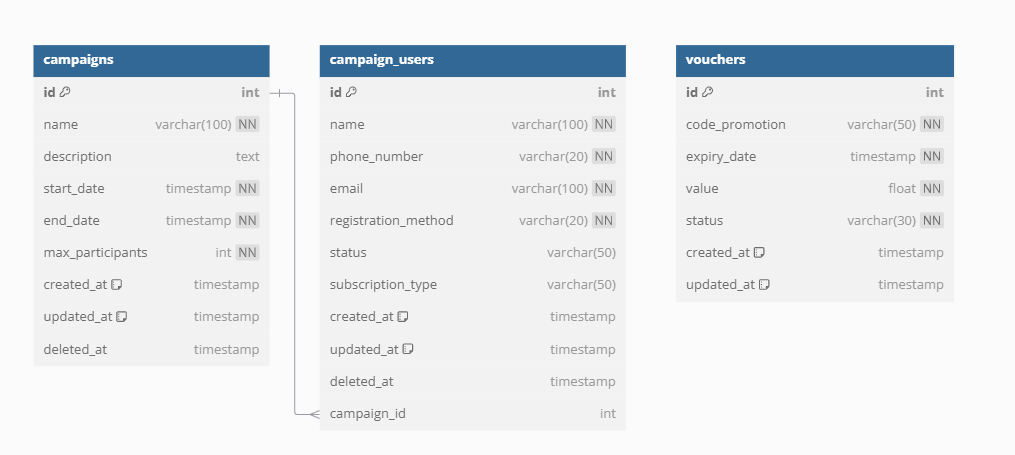 campaigns
id int
name varchar(100) NN
description text
start_date timestamp NN
end_date timestamp NN
max_participants int NN
created_at timestamp
updated_at timestamp
deleted_at timestamp
campaign_users
id int
name varchar(100) NN
phone_number varchar(20) NN
email varchar(100) NN
registration_method varchar(20) NN
status varchar(50)
subscription_type varchar(50)
created_at timestamp
updated_at timestamp
deleted_at timestamp
campaign_id int
vouchers
id int
code_promotion varchar(50) NN
expiry_date timestamp NN
value float NN
status varchar(30) NN
created_at timestamp
updated_at timestamp